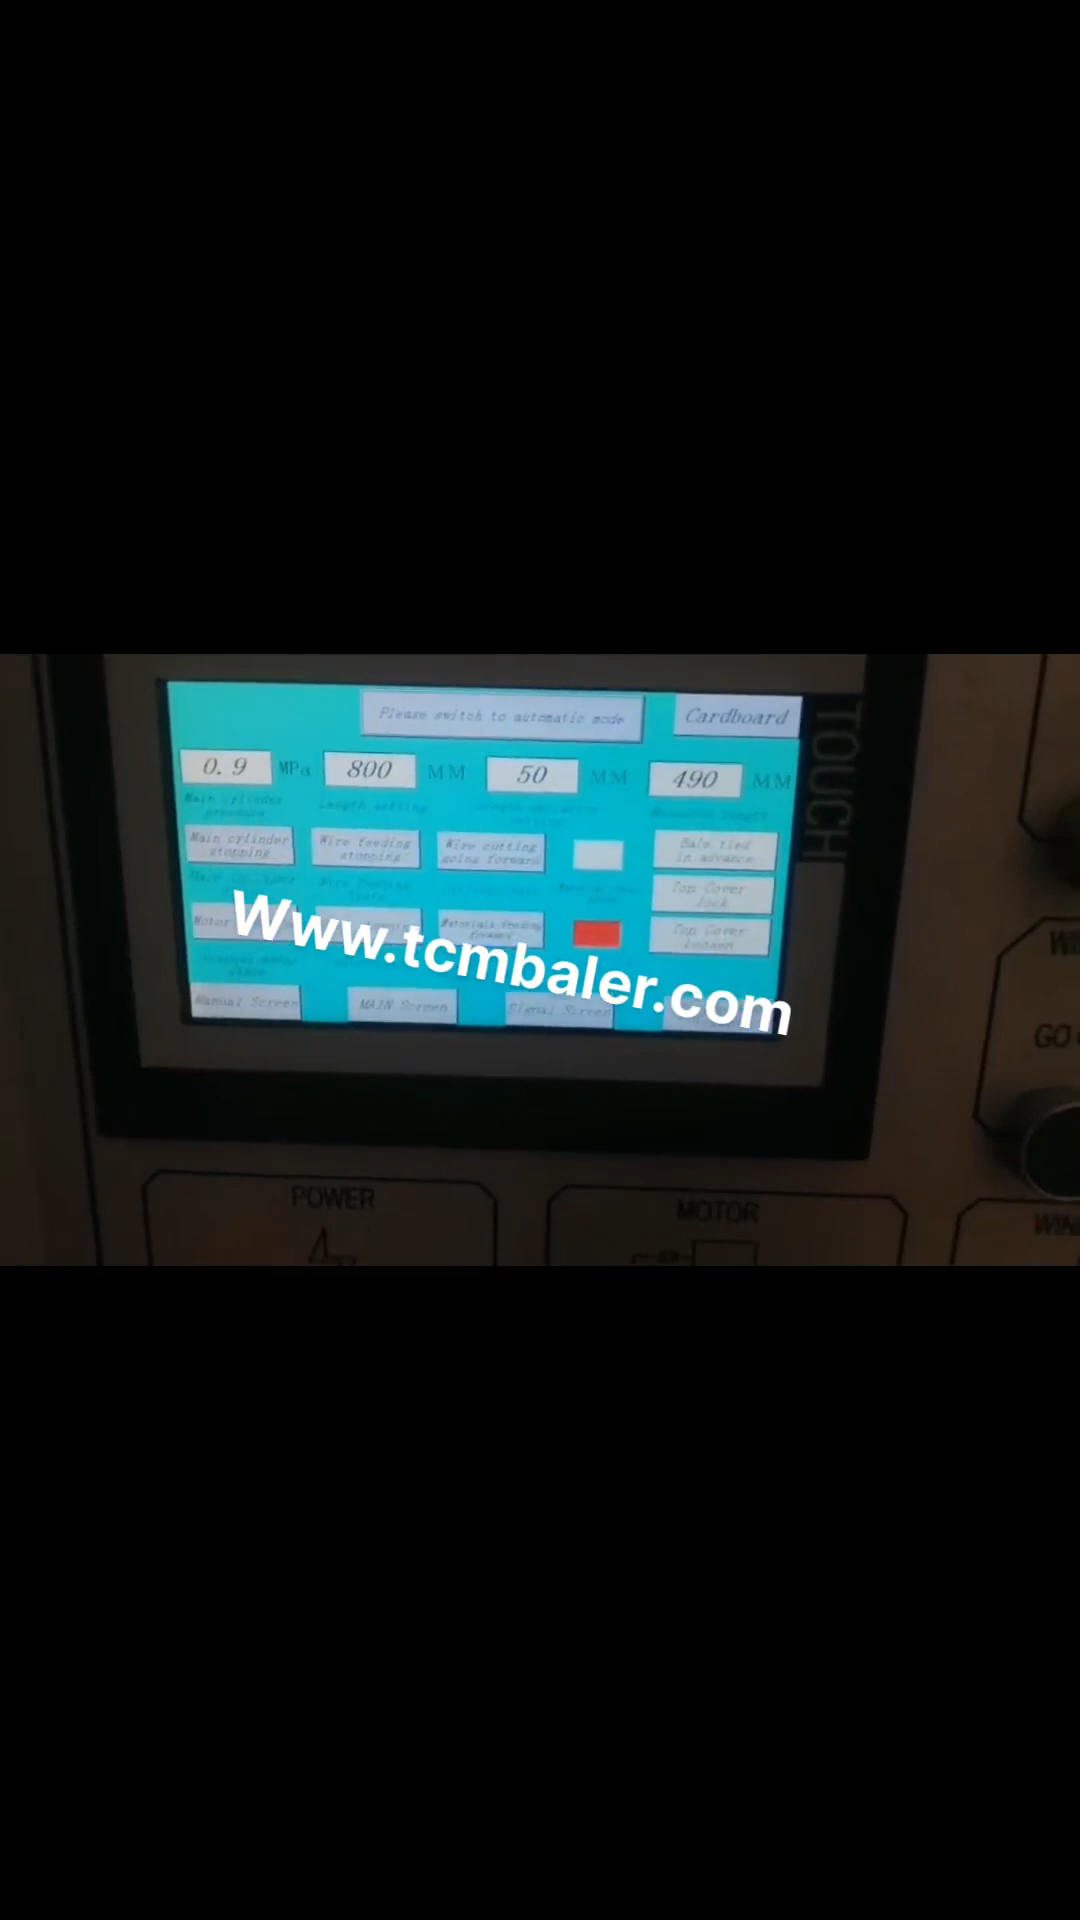 Please switch to automatic mode
Cardboard
0.9 MPa
800 MM
50 MM
490 MM
Main cylinder
pressure
Length setting
Main cylinder
stopping
Wire feeding
stopping
Wire cutting
going forward
Bale tied
in advance
Top Cover
lock
Top Cover
loosen
Motor
Materials feeding
forward
Www.tcmbaler.com
Manual Screen
MAIN Screen
Signal Screen
TOUCH
GO
POWER
MOTOR